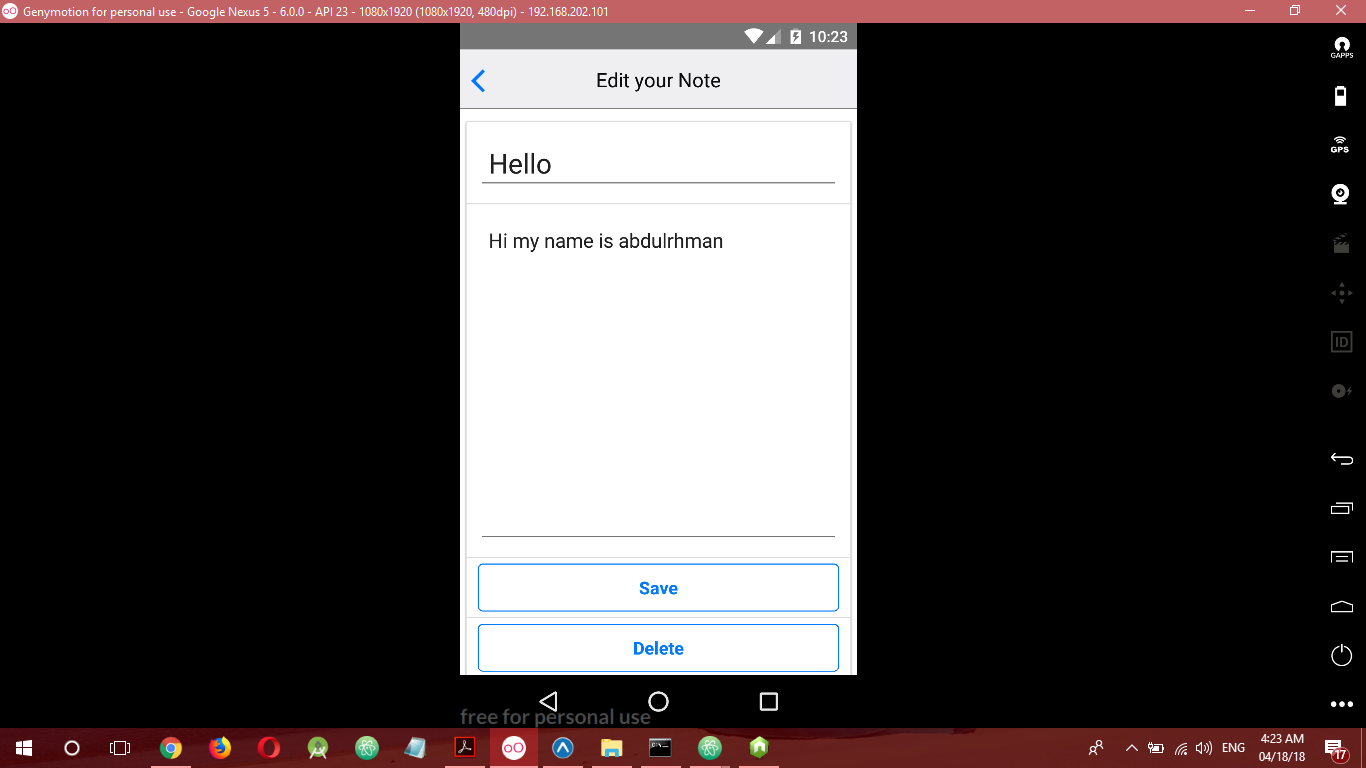 Genymotion for personal use - Google Nexus 5 - 6.0.0 - API 23 - 1080x1920 (1080x1920, 480dpi) - 192.168.202.101
10:23
GAPPS
Edit your Note
GPS
Hello
Hi my name is abdulrhman
ID
Save
Delete
free for personal use
ENG
4:23 AM
04/18/18
17